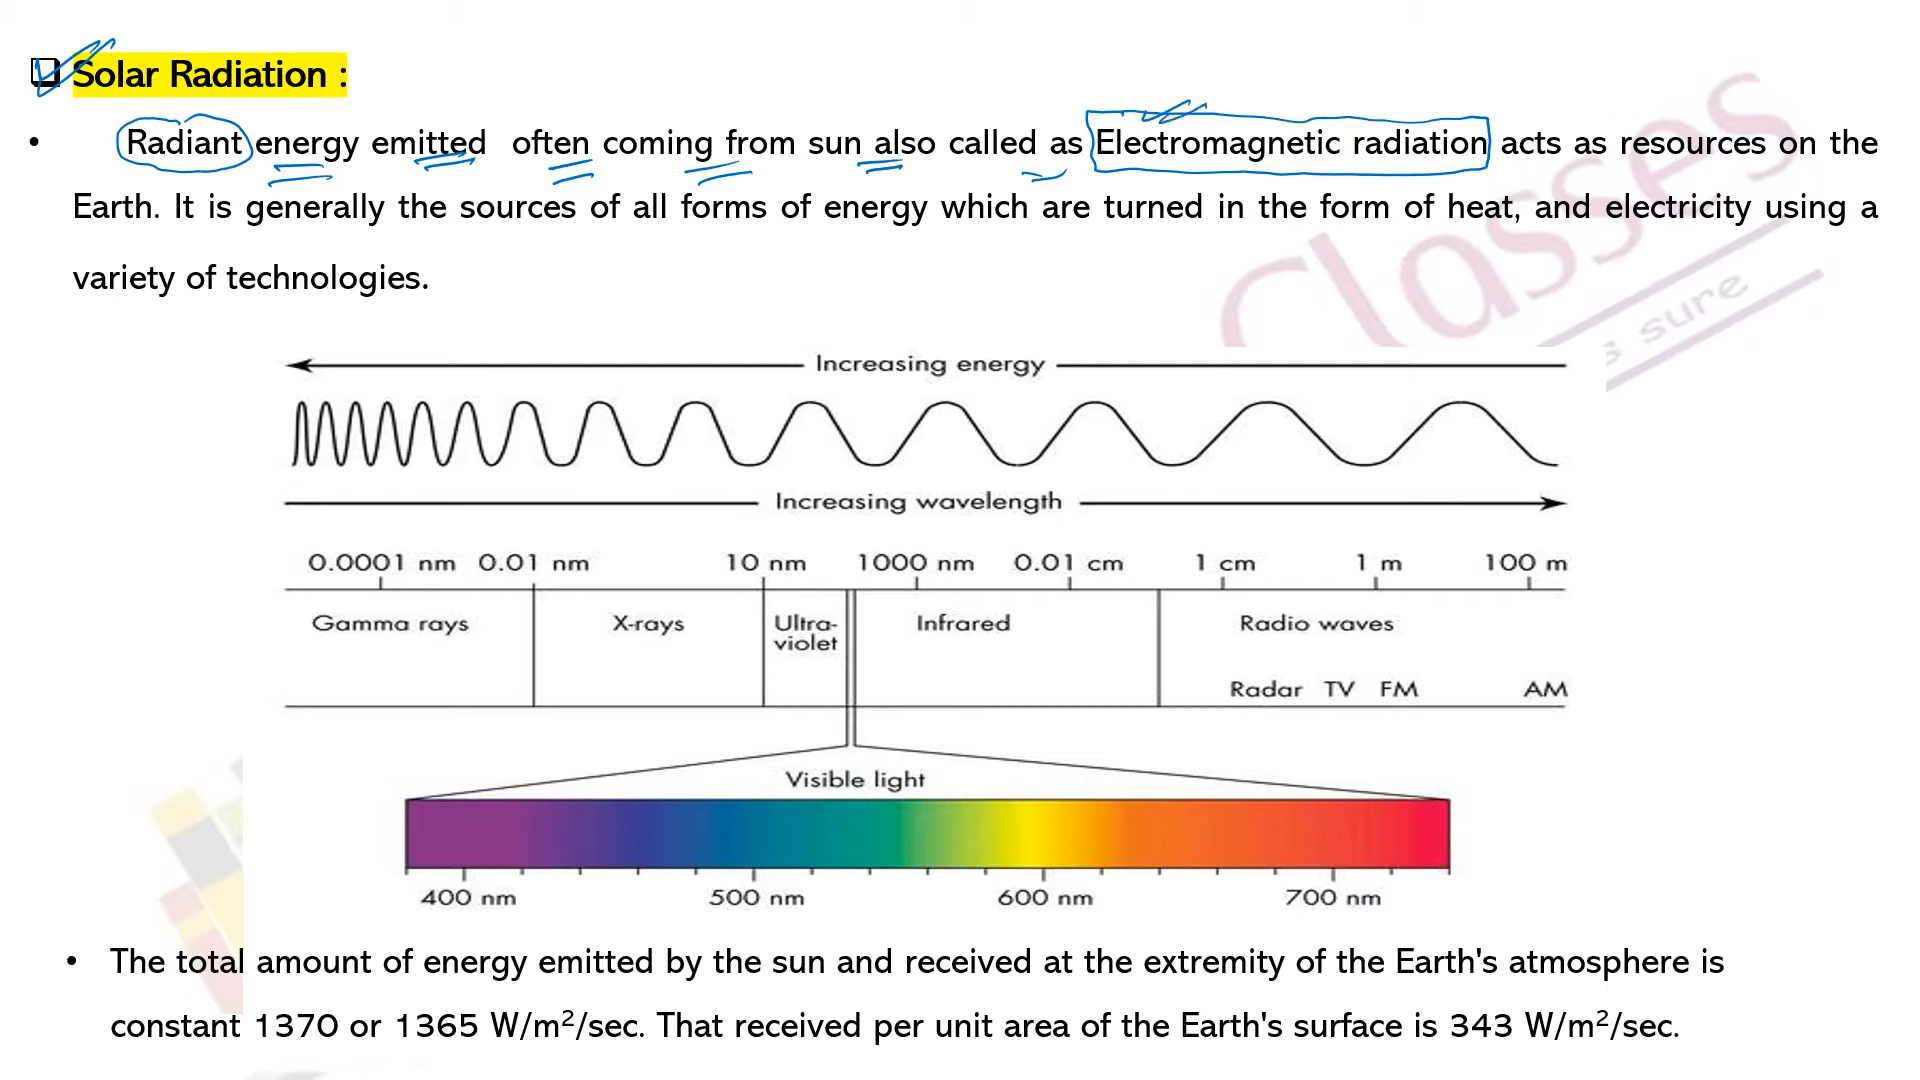 Solar Radiation :
• Radiant energy emitted often coming from sun also called as Electromagnetic radiation acts as resources on the
Earth. It is generally the sources of all forms of energy which are turned in the form of heat, and electricity using a
variety of technologies.
Classes
s sure
Increasing energy
Increasing wavelength
0.0001 nm 0.01 nm 10 nm 1000 nm 0.01 cm 1 cm 1 m 100 m
Gamma rays X-rays Ultra- Infrared Radio waves
violet
Radar TV FM AM
Visible light
400 nm 500 nm 600 nm 700 nm
• The total amount of energy emitted by the sun and received at the extremity of the Earth's atmosphere is
constant 1370 or 1365 W/m²/sec. That received per unit area of the Earth's surface is 343 W/m²/sec.